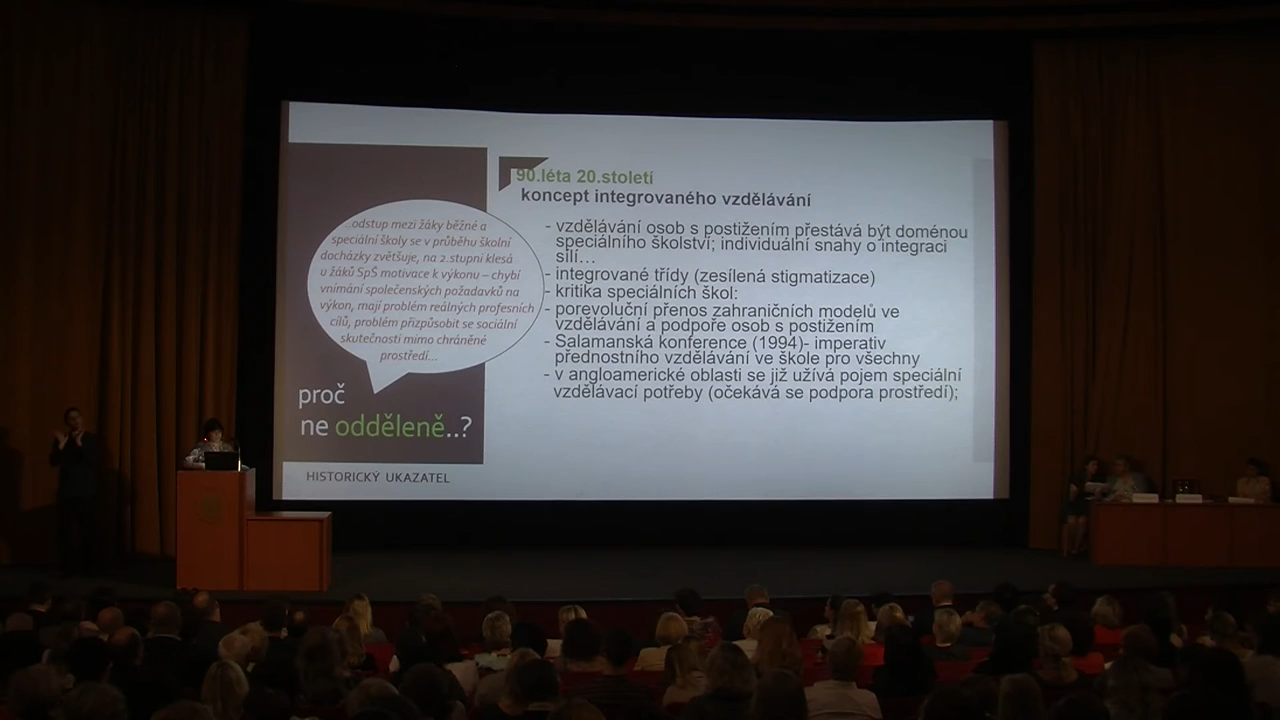 90.léta 20.století
koncept integrovaného vzdělávání
- vzdělávání osob s postižením přestává být doménou
speciálního školství; individuální snahy o integraci
sílí…
- integrované třídy (zesílená stigmatizace)
- kritika speciálních škol:
- porevoluční přenos zahraničních modelů ve
vzdělávání a podpoře osob s postižením
- Salamanská konference (1994)- imperativ
přednostního vzdělávání ve škole pro všechny
- v angloamerické oblasti se již užívá pojem speciální
vzdělávací potřeby (očekává se podpora prostředí);
…odstup mezi žáky běžné a
speciální školy se v průběhu školní
docházky zvětšuje, na 2.stupni klesá
u žáků SpŠ motivace k výkonu – chybí
vnímání společenských požadavků na
výkon, mají problém reálných profesních
cílů, problém přizpůsobit se sociální
skutečnosti mimo chráněné
prostředí…
proč
ne odděleně..?
HISTORICKÝ UKAZATEL